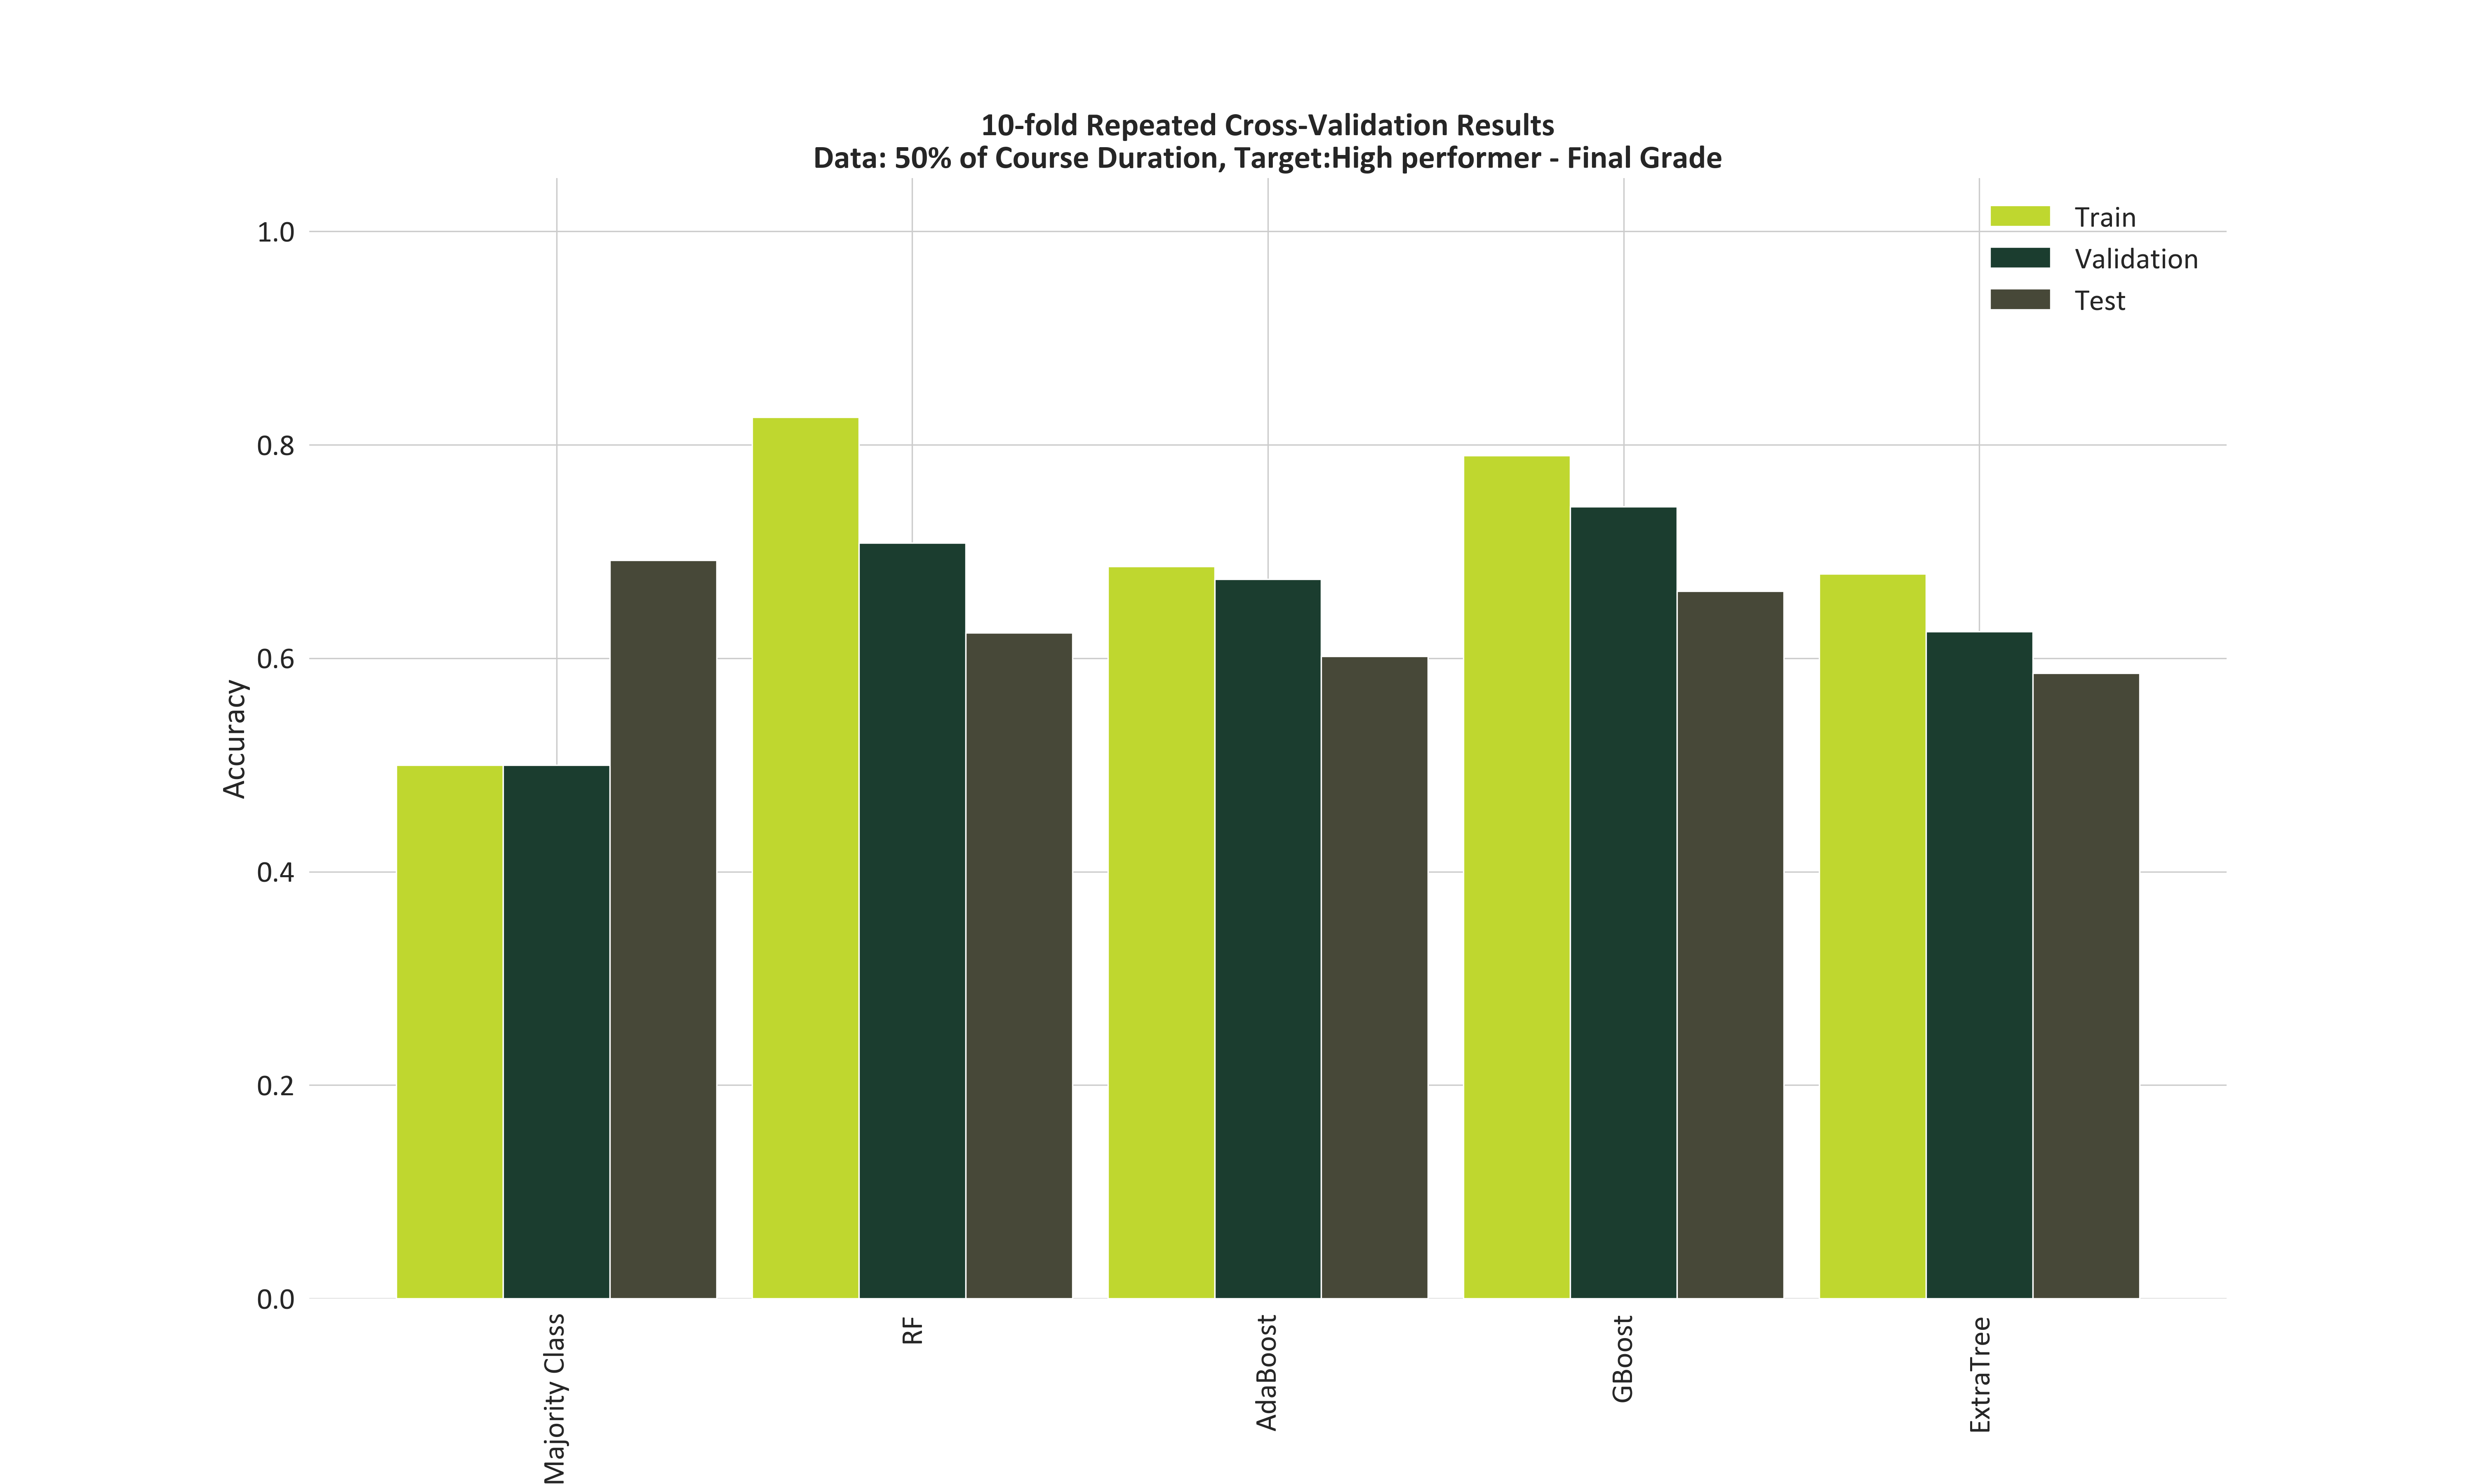 10-fold Repeated Cross-Validation Results
Data: 50% of Course Duration, Target:High performer - Final Grade
Train
Validation
Test
Accuracy
1.0
0.8
0.6
0.4
0.2
0.0
Majority Class
RF
AdaBoost
GBoost
ExtraTree